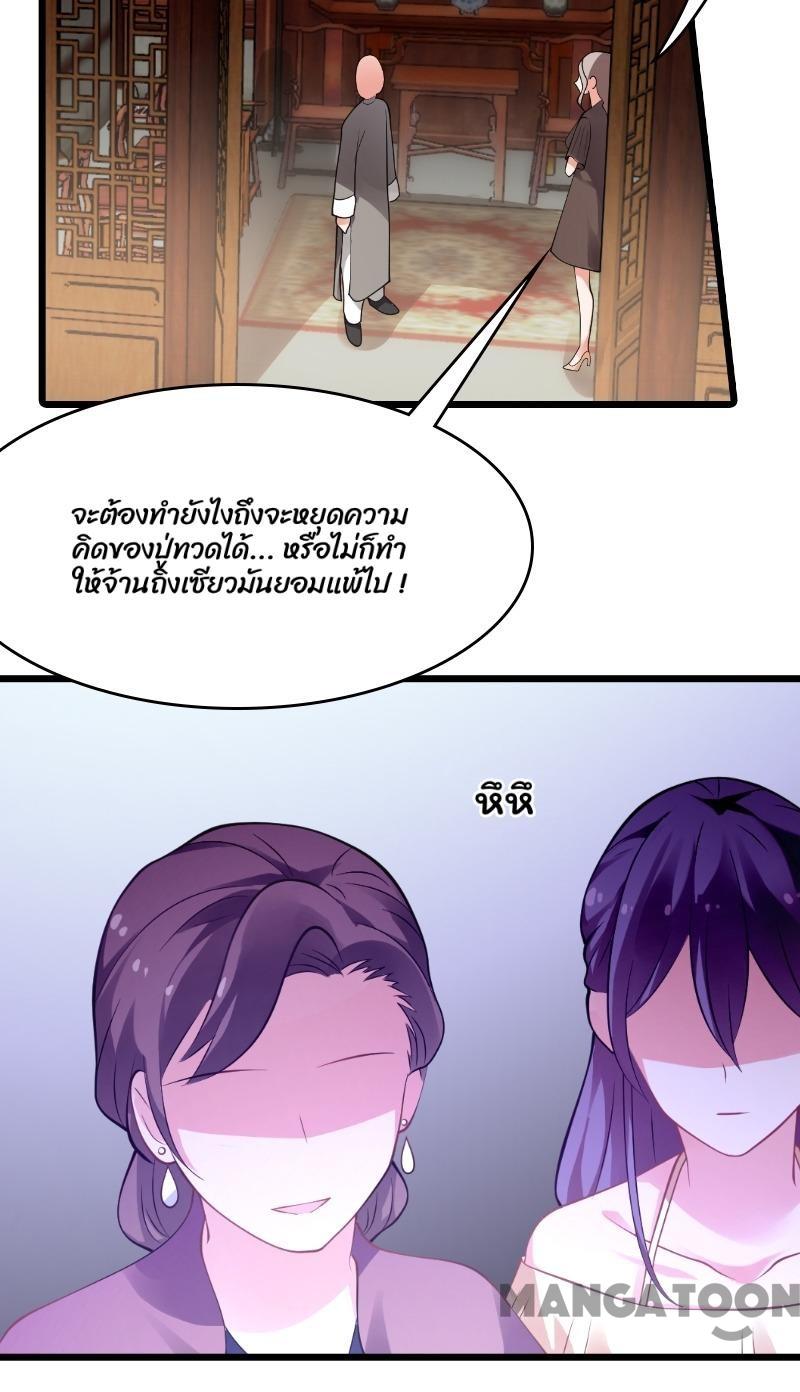 จะต้องทำยังไงถึงจะหยุดความ
คิดของปู่ทวดได้... หรือไม่ก็ทำ
ให้จ้านถิงเซียวมันยอมแพ้ไป !
หึหึ
MANGATOON